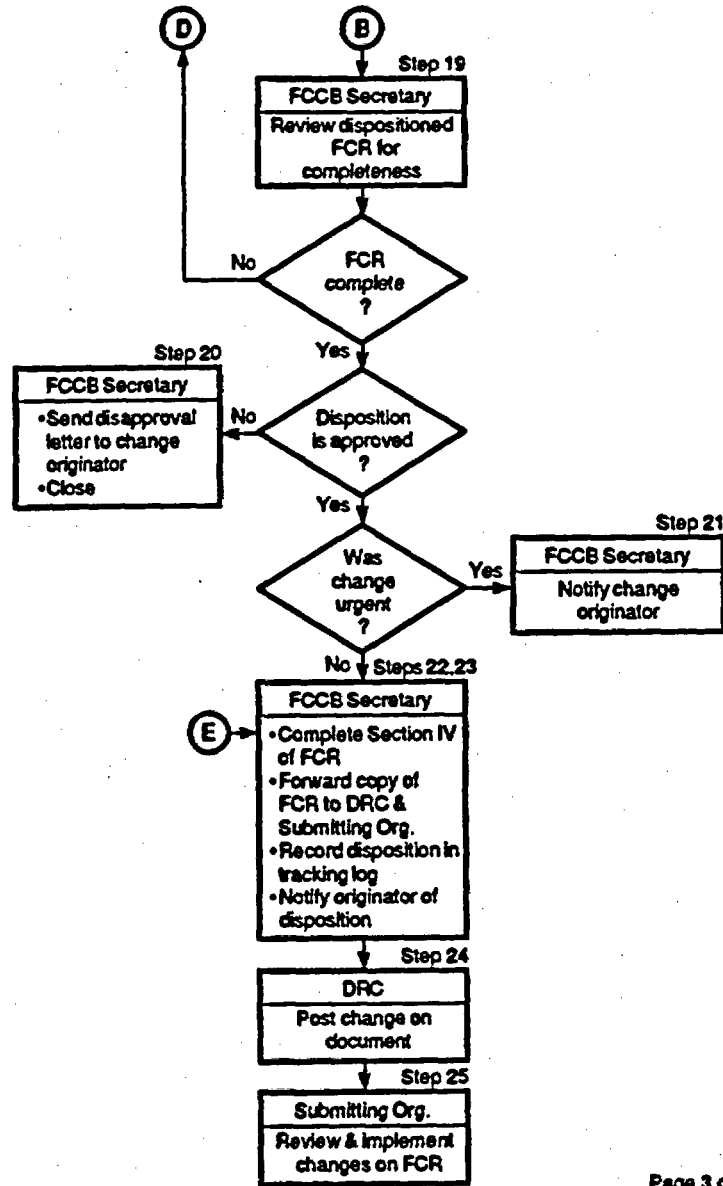 D
B
Step 19
FCCB Secretary
Review dispositioned
FCR for
completeness
No
FCR
complete
?
Yes
Step 20
FCCB Secretary
•Send disapproval
letter to change
originator
•Close
No
Disposition
is approved
?
Yes
Step 21
FCCB Secretary
Notify change
originator
Was
change
urgent
?
Yes
No
Steps 22,23
E
FCCB Secretary
•Complete Section IV
of FCR
•Forward copy of
FCR to DRC &
Submitting Org.
•Record disposition in
tracking log
•Notify originator of
disposition
Step 24
DRC
Post change on
document
Step 25
Submitting Org.
Review & implement
changes on FCR
Page 3